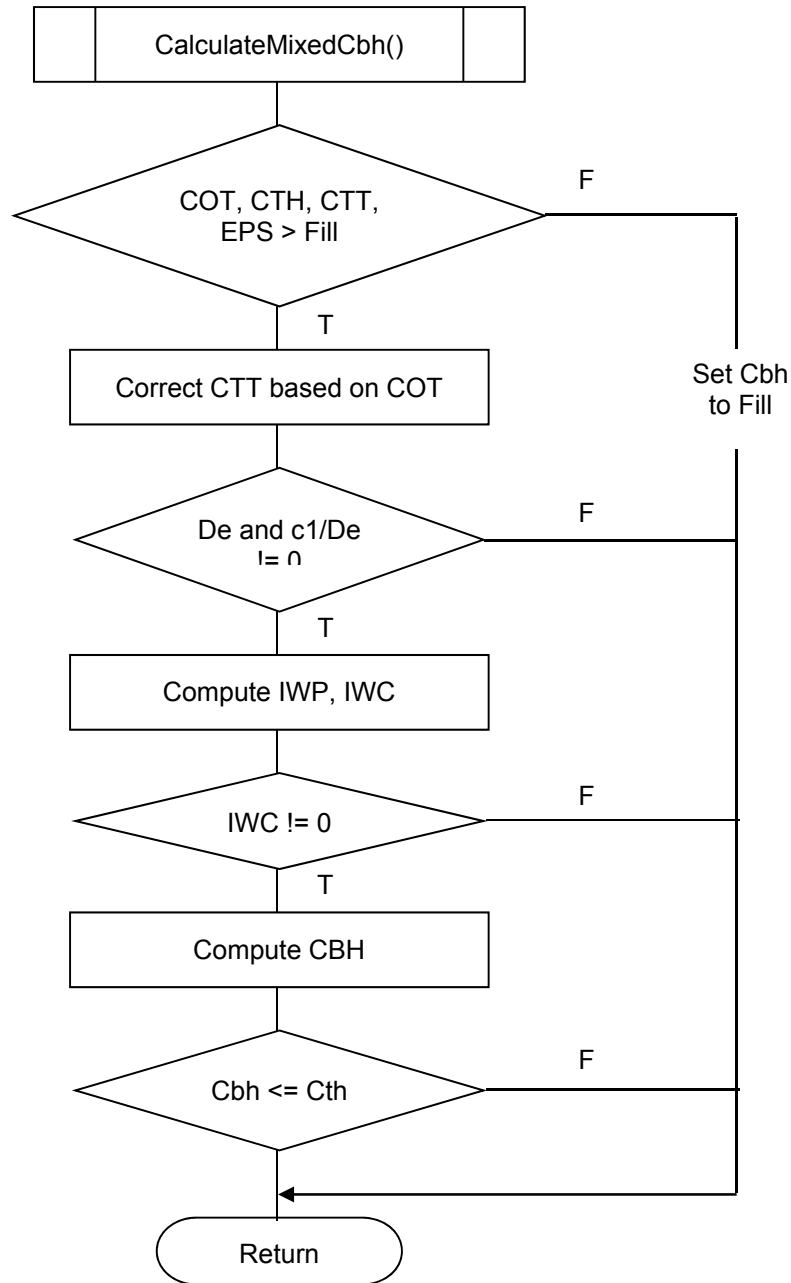 CalculateMixedCbh()
COT, CTH, CTT,
EPS > Fill
F
T
Correct CTT based on COT
Set Cbh
to Fill
De and c1/De
!= 0
F
T
Compute IWP, IWC
IWC != 0
F
T
Compute CBH
Cbh <= Cth
F
Return